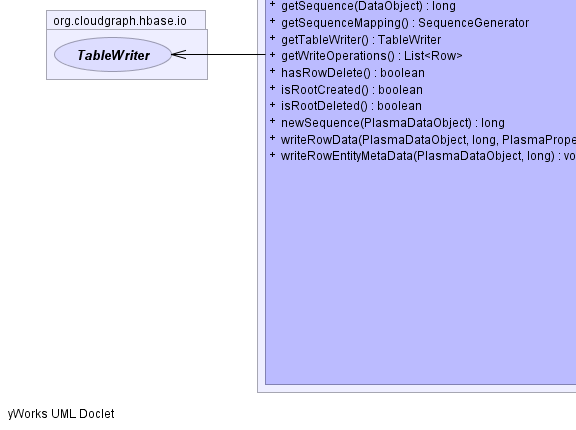 getSequence(DataObject) : long
org.cloudgraph.hbase.io
+ getSequenceMapping() : SequenceGenerator
+ getTableWriter() : TableWriter
TableWriter
+ getWriteOperations() : List<Row>
+ hasRowDelete() : boolean
+ isRootCreated() : boolean
+ isRootDeleted() : boolean
+ newSequence(PlasmaDataObject) : long
+ writeRowData(PlasmaDataObject, long, PlasmaPrope
+ writeRowEntityMetaData(PlasmaDataObject, long) : vo
yWorks UML Doclet